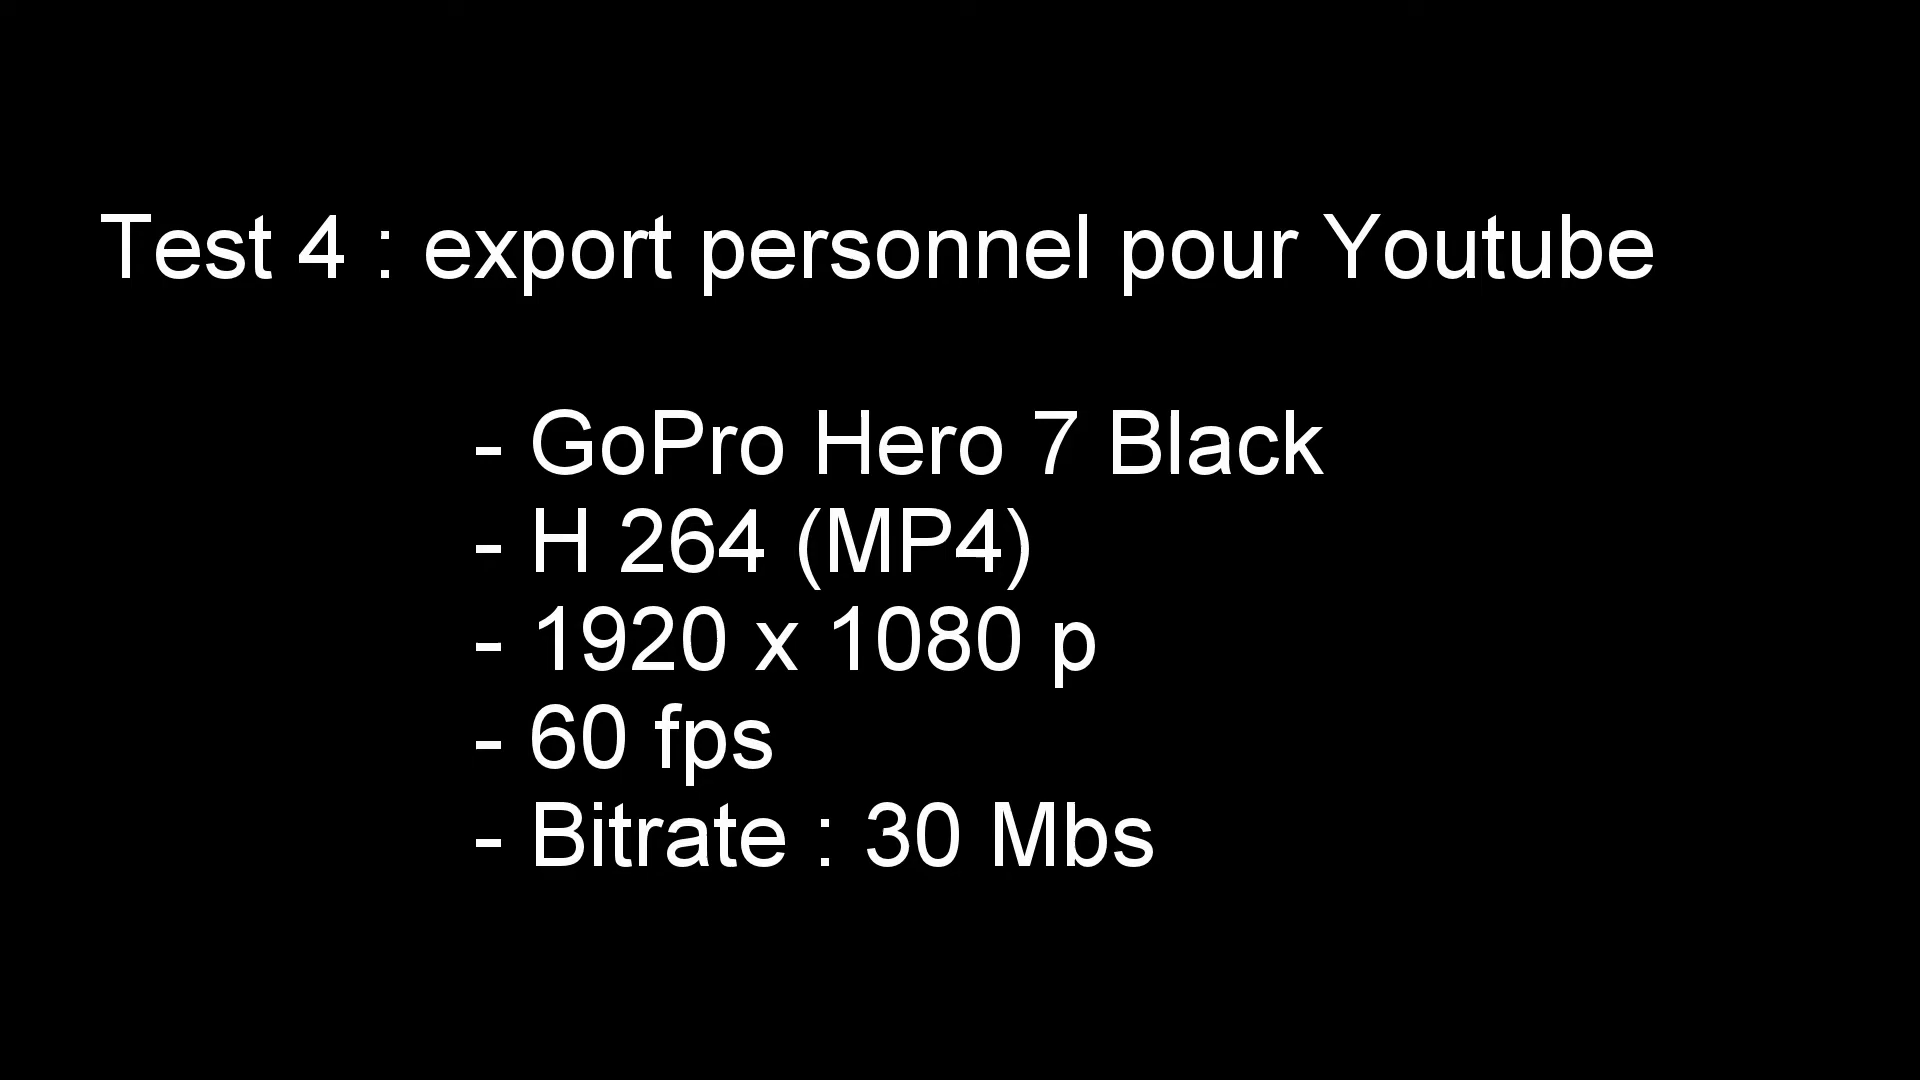 Test 4 : export personnel pour Youtube
- GoPro Hero 7 Black
- H 264 (MP4)
- 1920 x 1080 p
- 60 fps
- Bitrate : 30 Mbs